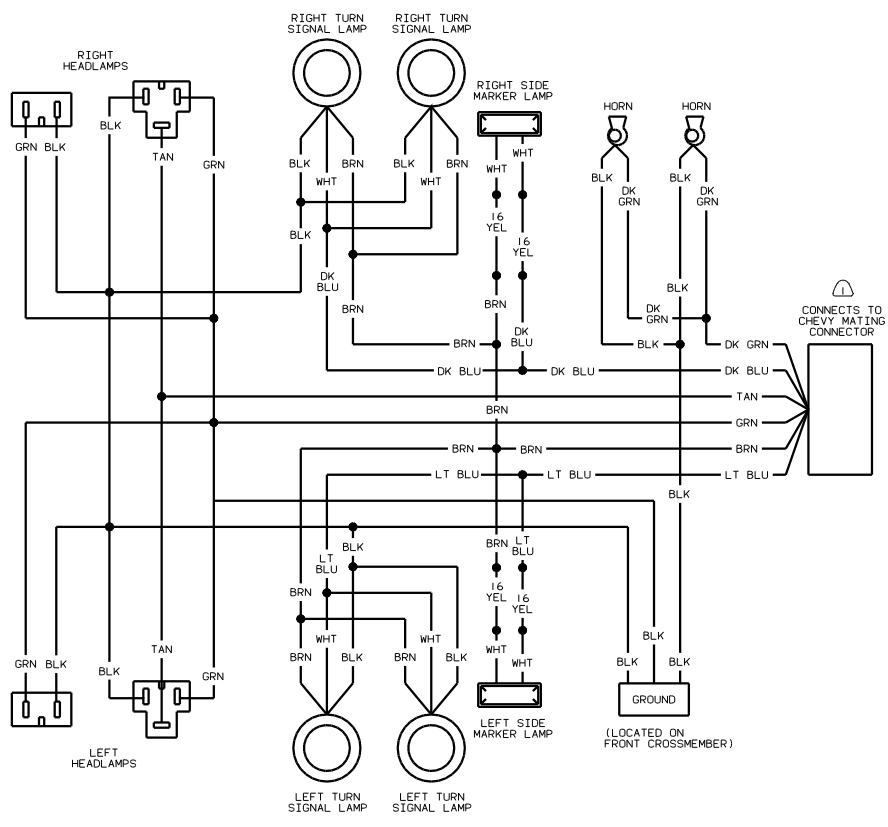 RIGHT TURN
SIGNAL LAMP
RIGHT TURN
SIGNAL LAMP
RIGHT
HEADLAMPS
RIGHT SIDE
MARKER LAMP
HORN
HORN
BLK
GRN
BLK
TAN
GRN
BLK
WHT
BRN
BLK
WHT
BRN
WHT
WHT
BLK
DK
GRN
BLK
DK
GRN
BLK
16
YEL
16
YEL
DK
BLU
BRN
BRN
BLK
DK
GRN
DK
BLU
1
CONNECTS TO
CHEVY MATING
CONNECTOR
BRN
BLK
DK GRN
DK BLU
DK BLU
DK BLU
TAN
BRN
GRN
BRN
BRN
BRN
LT BLU
LT BLU
LT BLU
BLK
BLK
BRN
LT
BLU
LT
BLU
BRN
16
YEL
16
YEL
WHT
WHT
BLK
TAN
GRN
BLK
BLK
GRN
BRN
BLK
BRN
BLK
WHT
WHT
BLK
BLK
GROUND
(LOCATED ON
FRONT CROSSMEMBER)
LEFT SIDE
MARKER LAMP
LEFT
HEADLAMPS
LEFT TURN
SIGNAL LAMP
LEFT TURN
SIGNAL LAMP